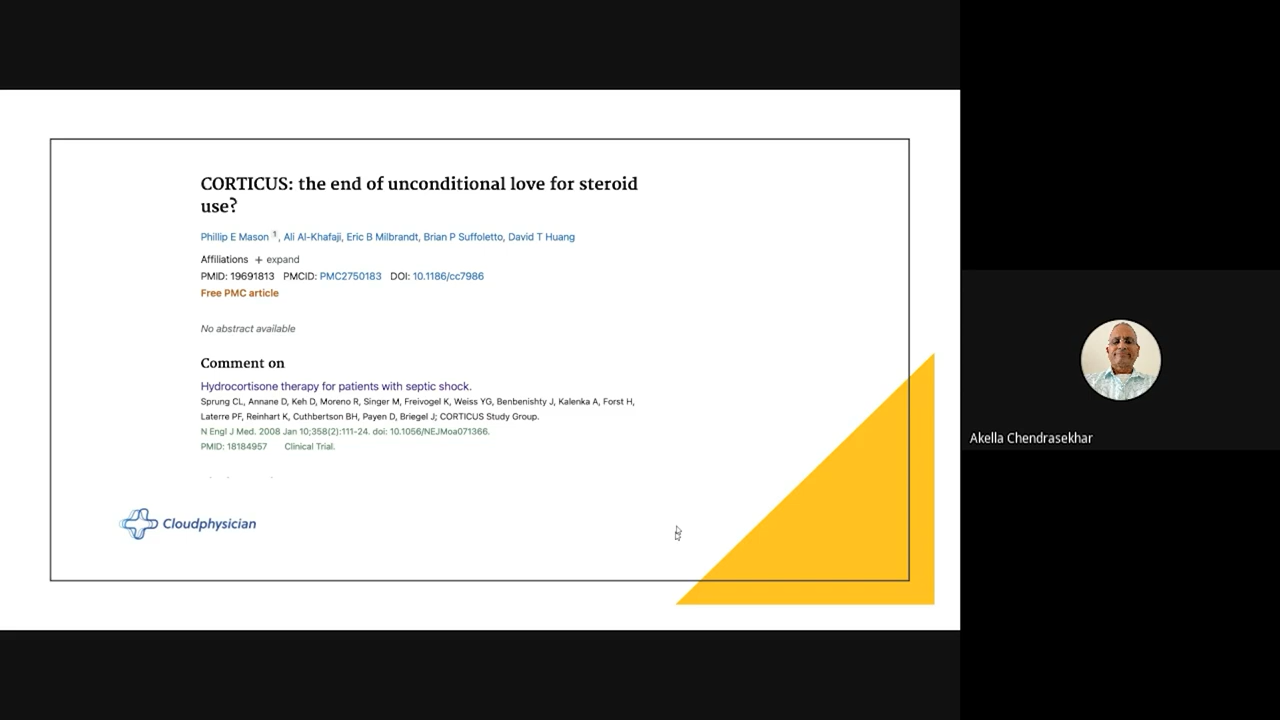 CORTICUS: the end of unconditional love for steroid
use?
Phillip E Mason 1, Ali Al-Khafaji, Eric B Milbrandt, Brian P Suffoletto, David T Huang
Affiliations + expand
PMID: 19691813 PMCID: PMC2750183 DOI: 10.1186/cc7986
Free PMC article
No abstract available
Comment on
Hydrocortisone therapy for patients with septic shock.
Sprung CL, Annane D, Keh D, Moreno R, Singer M, Freivogel K, Weiss YG, Benbenishty J, Kalenka A, Forst H,
Laterre PF, Reinhart K, Cuthbertson BH, Payen D, Briegel J; CORTICUS Study Group.
N Engl J Med. 2008 Jan 10;358(2):111-24. doi: 10.1056/NEJMoa071366.
PMID: 18184957 Clinical Trial.
Cloudphysician
Akella Chendrasekhar